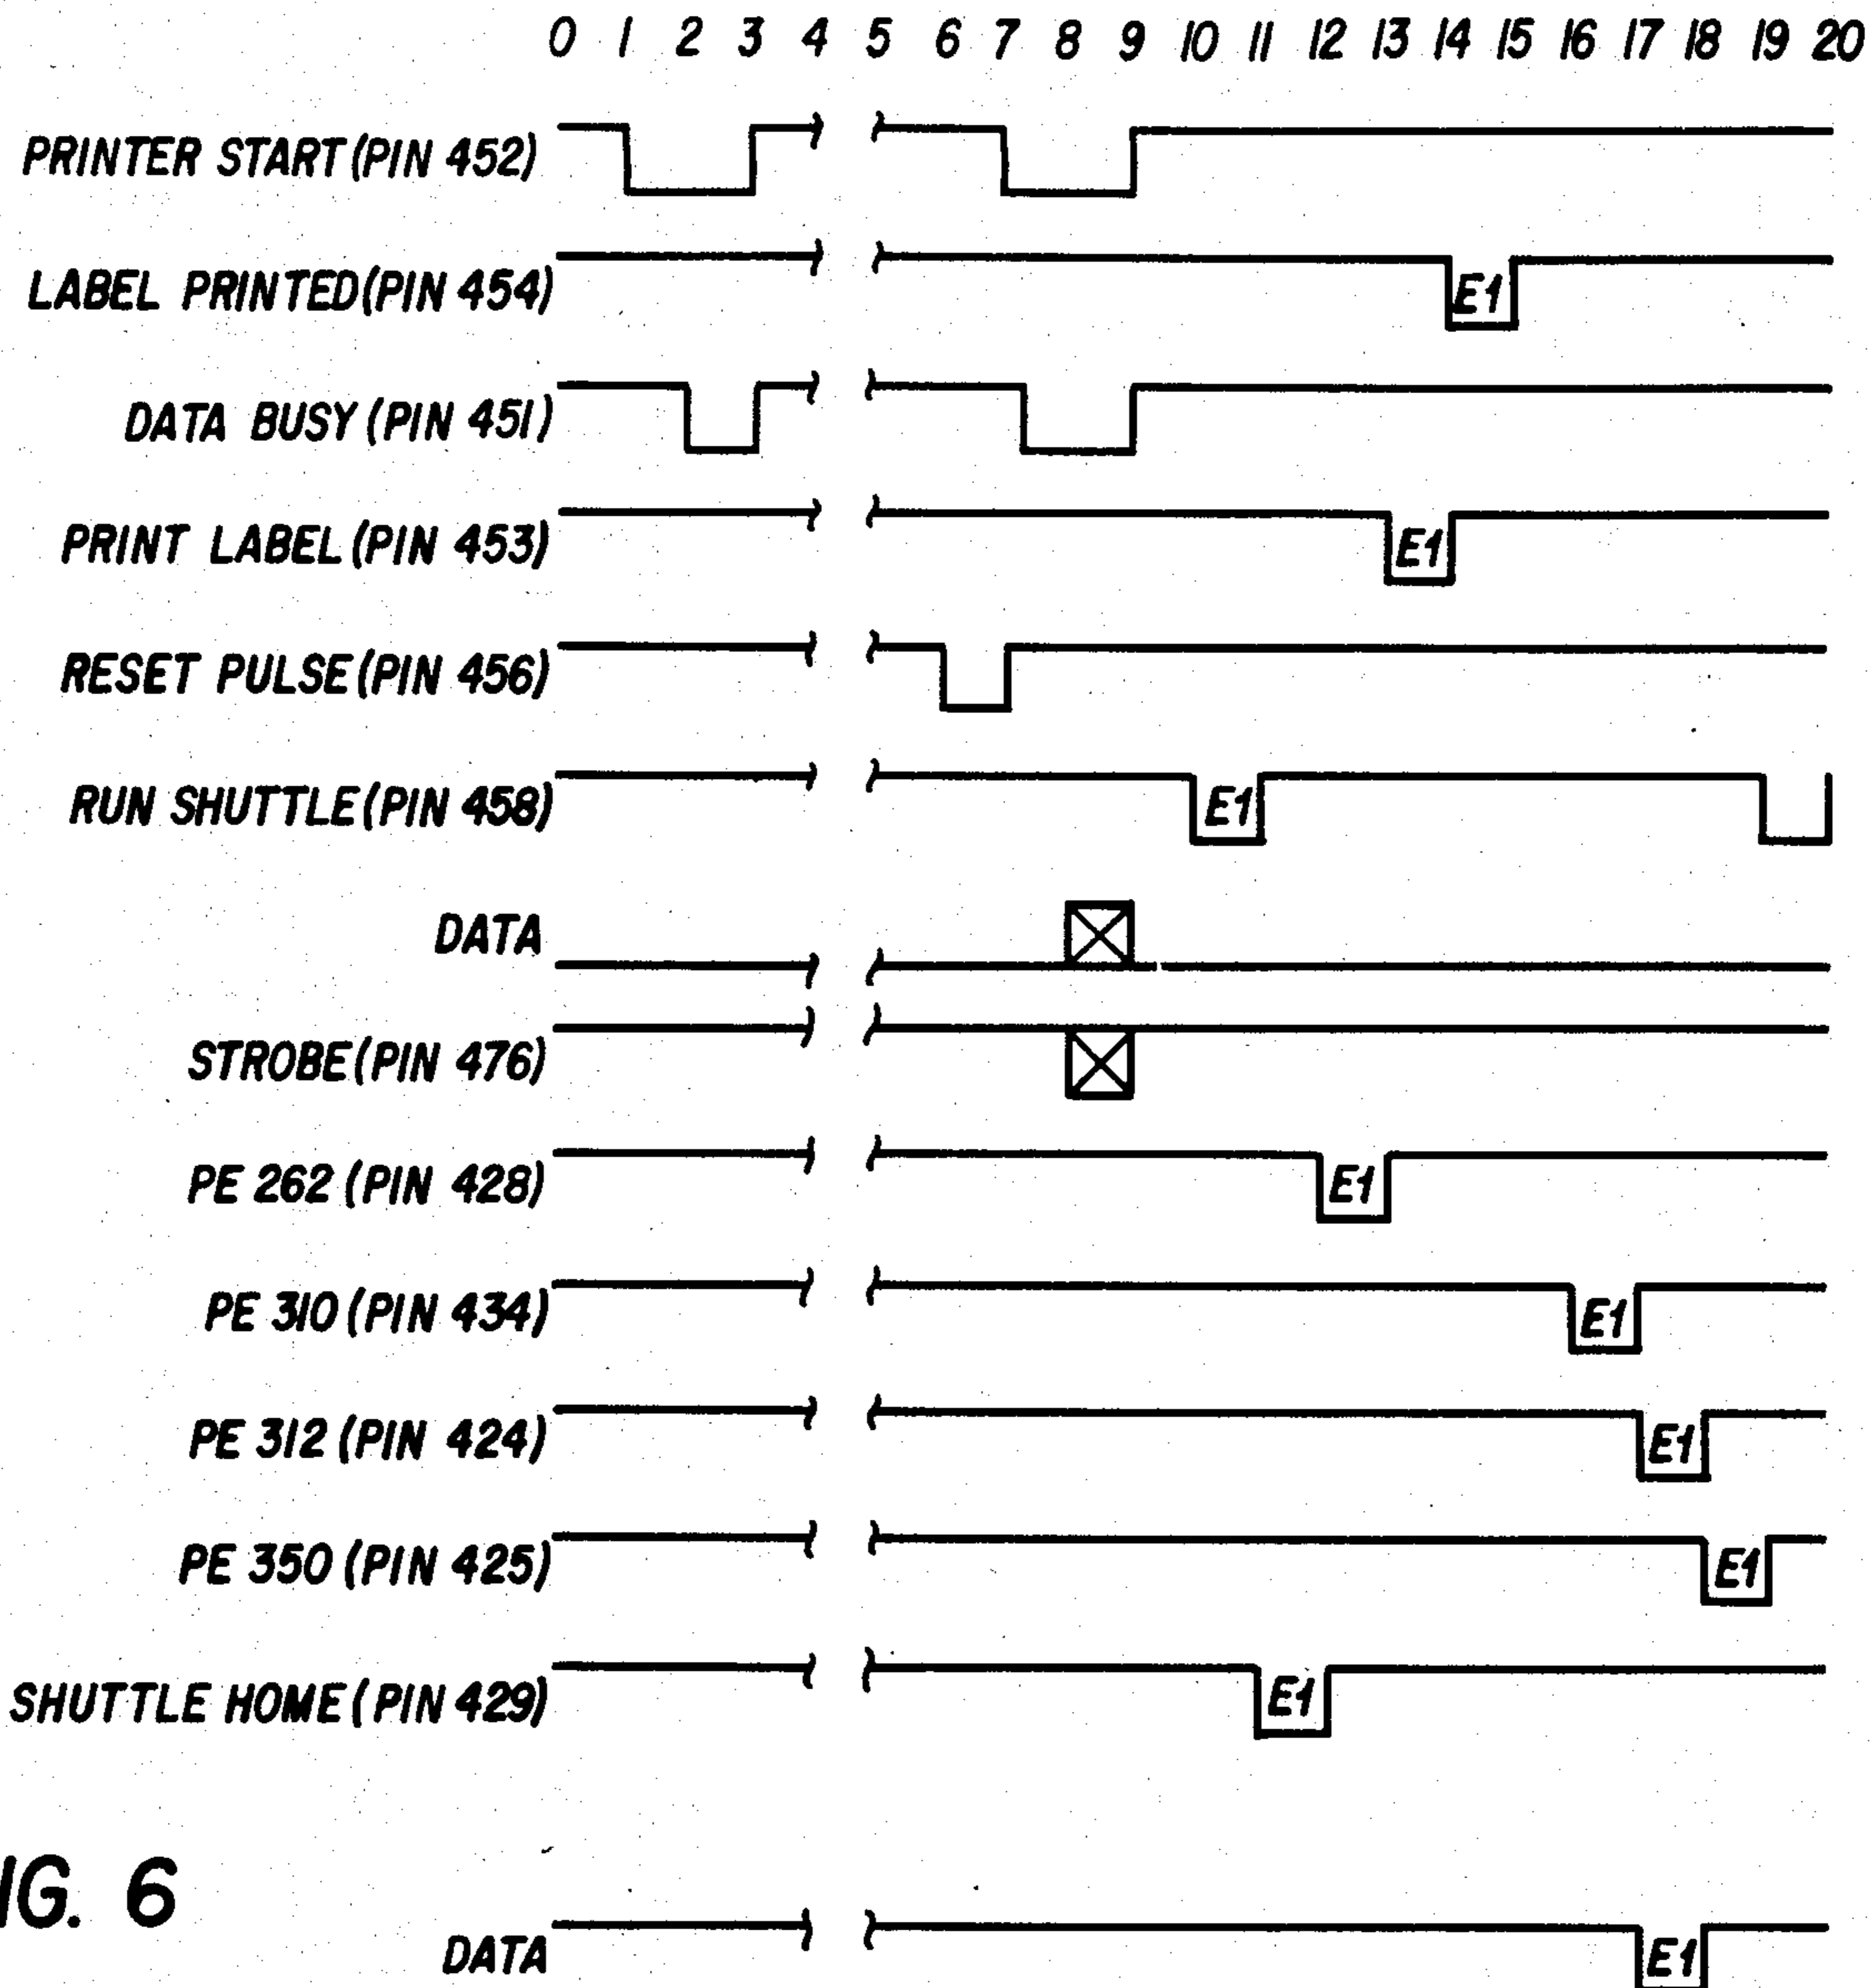 0 1 2 3 4 5 6 7 8 9 10 11 12 13 14 15 16 17 18 19 20
PRINTER START (PIN 452)
LABEL PRINTED (PIN 454) E1
DATA BUSY (PIN 451)
PRINT LABEL (PIN 453) E1
RESET PULSE (PIN 456)
RUN SHUTTLE (PIN 458) E1
DATA
STROBE (PIN 476)
PE 262 (PIN 428) E1
PE 310 (PIN 434) E1
PE 312 (PIN 424) E1
PE 350 (PIN 425) E1
SHUTTLE HOME (PIN 429) E1
IG. 6
DATA E1